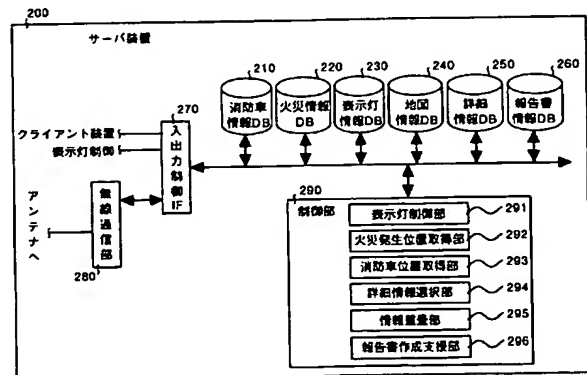 200
サーバ装置
210
220
230
240
250
260
消防車
情報DB
火災情報
DB
表示灯
情報DB
地図
情報DB
詳細
情報DB
報告書
情報DB
270
クライアント装置
表示灯制御
入出力制御IF
アンテナへ
無線通信部
280
290
制御部
表示灯制御部
291
火災発生位置取得部
292
消防車位置取得部
293
詳細情報選択部
294
情報重畳部
295
報告書作成支援部
296